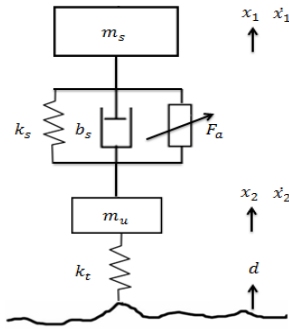 m_s
x_1 ẋ_1
k_s b_s F_a
m_u
x_2 ẋ_2
k_t
d